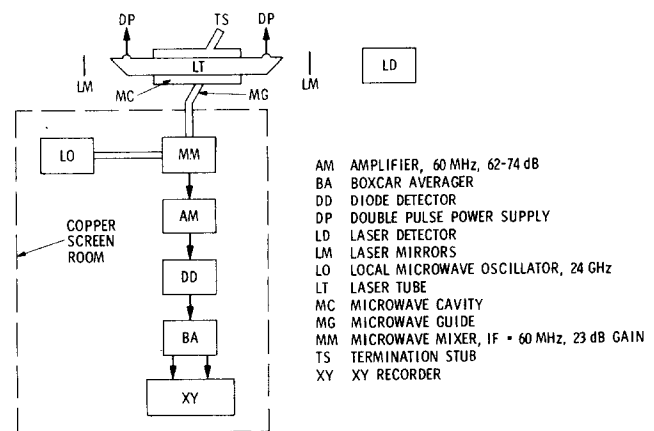 DP
TS
DP
LT
LD
LM
LM
MC
MG
LO
MM
AM
COPPER
SCREEN
ROOM
DD
BA
XY
AM AMPLIFIER, 60 MHz, 62-74 dB
BA BOXCAR AVERAGER
DD DIODE DETECTOR
DP DOUBLE PULSE POWER SUPPLY
LD LASER DETECTOR
LM LASER MIRRORS
LO LOCAL MICROWAVE OSCILLATOR, 24 GHz
LT LASER TUBE
MC MICROWAVE CAVITY
MG MICROWAVE GUIDE
MM MICROWAVE MIXER, IF = 60 MHz, 23 dB GAIN
TS TERMINATION STUB
XY XY RECORDER